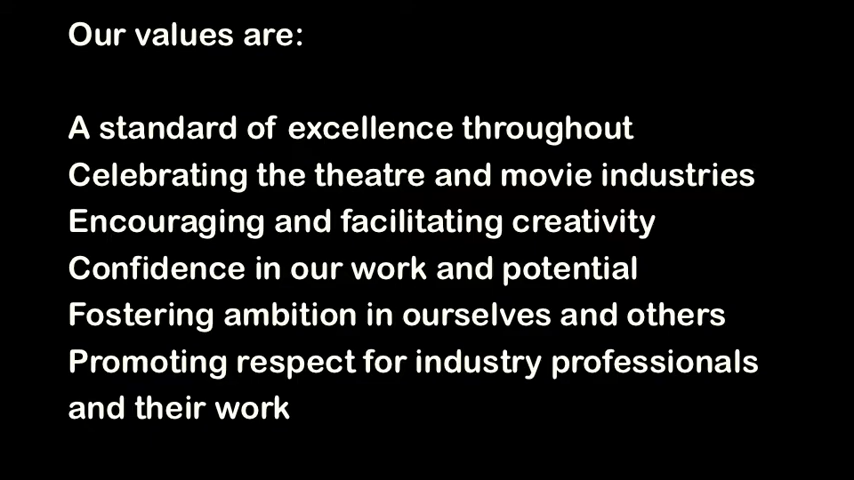 Our values are:
A standard of excellence throughout
Celebrating the theatre and movie industries
Encouraging and facilitating creativity
Confidence in our work and potential
Fostering ambition in ourselves and others
Promoting respect for industry professionals
and their work